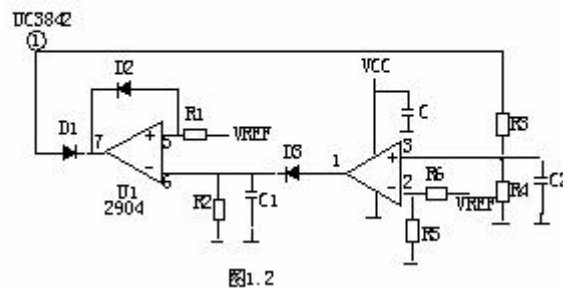 UC3842
①
D2
VCC
D1
7
R1
VREF
5
C
R3
D3
1
3
6
2
R6
U1
2904
R2
C1
VREF
R4
C2
R5
图1.2